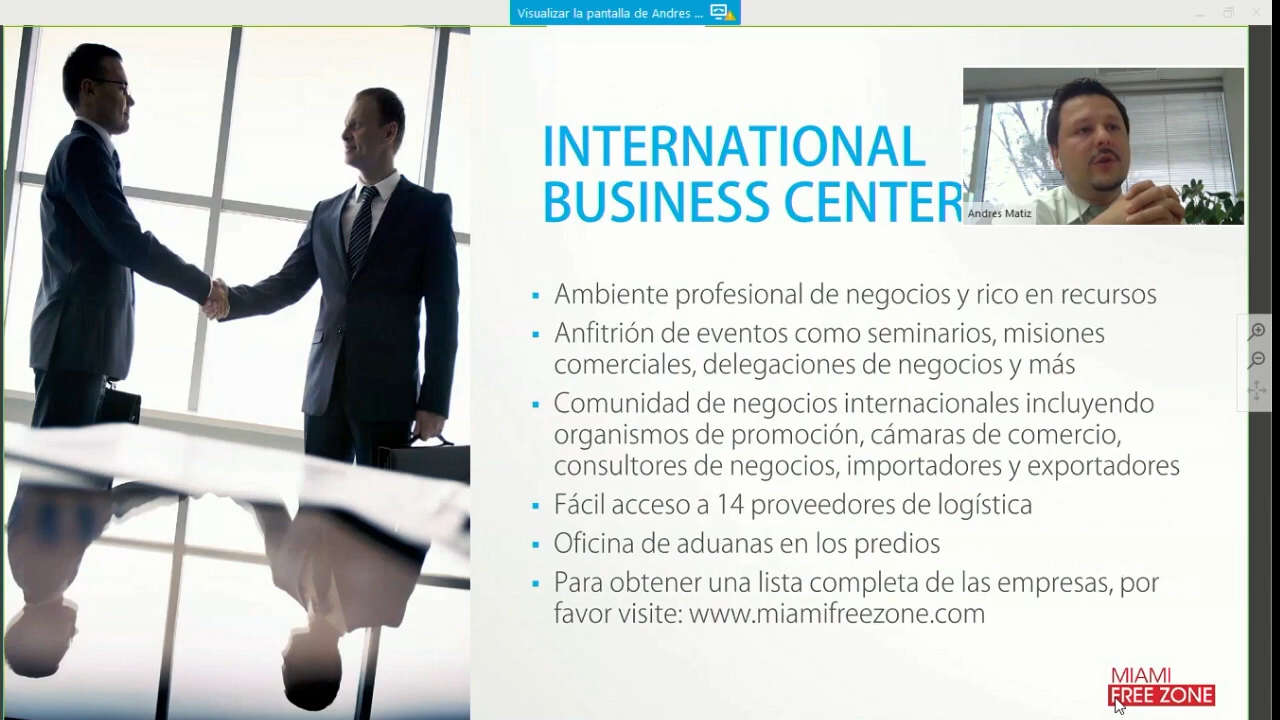 Visualizar la pantalla de Andres ...
INTERNATIONAL
BUSINESS CENTER
Andres Matiz
▪ Ambiente profesional de negocios y rico en recursos
▪ Anfitrión de eventos como seminarios, misiones
comerciales, delegaciones de negocios y más
▪ Comunidad de negocios internacionales incluyendo
organismos de promoción, cámaras de comercio,
consultores de negocios, importadores y exportadores
▪ Fácil acceso a 14 proveedores de logística
▪ Oficina de aduanas en los predios
▪ Para obtener una lista completa de las empresas, por
favor visite: www.miamifreezone.com
MIAMI
FREE ZONE